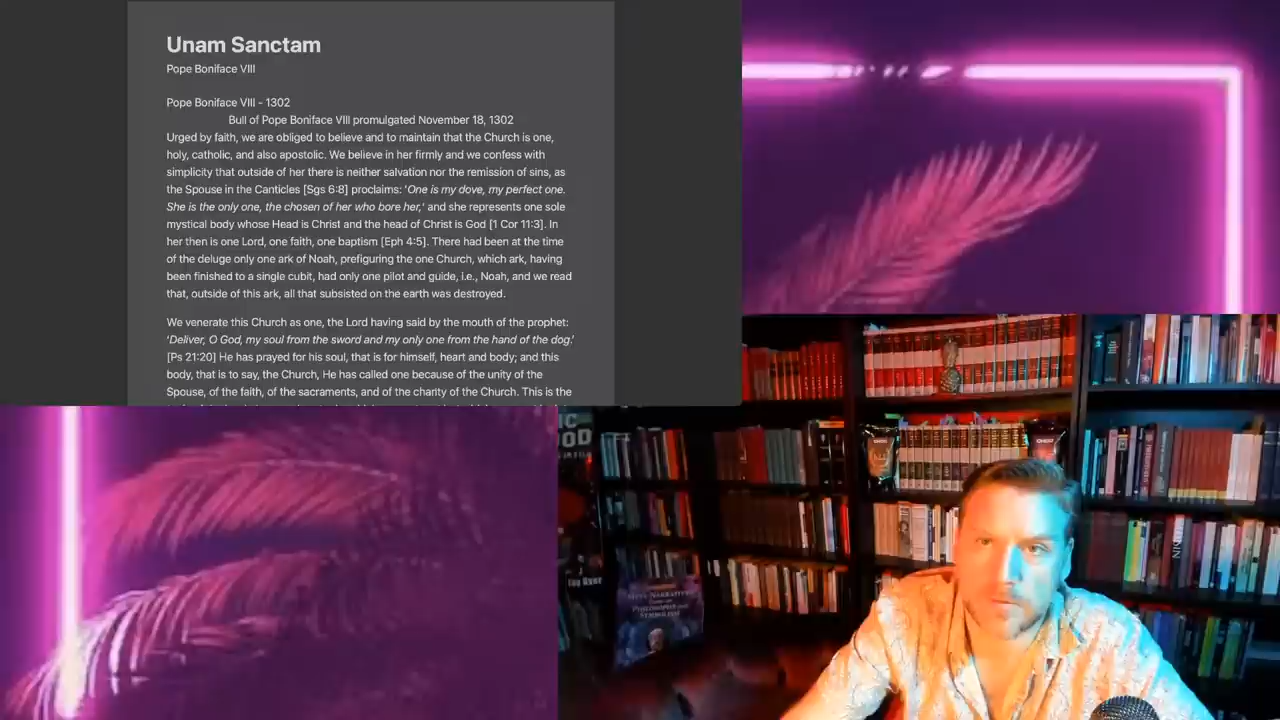 Unam Sanctam
Pope Boniface VIII
Pope Boniface VIII - 1302
Bull of Pope Boniface VIII promulgated November 18, 1302
Urged by faith, we are obliged to believe and to maintain that the Church is one,
holy, catholic, and also apostolic. We believe in her firmly and we confess with
simplicity that outside of her there is neither salvation nor the remission of sins, as
the Spouse in the Canticles [Sgs 6:8] proclaims: 'One is my dove, my perfect one.
She is the only one, the chosen of her who bore her,' and she represents one sole
mystical body whose Head is Christ and the head of Christ is God [1 Cor 11:3]. In
her then is one Lord, one faith, one baptism [Eph 4:5]. There had been at the time
of the deluge only one ark of Noah, prefiguring the one Church, which ark, having
been finished to a single cubit, had only one pilot and guide, i.e., Noah, and we read
that, outside of this ark, all that subsisted on the earth was destroyed.
We venerate this Church as one, the Lord having said by the mouth of the prophet:
'Deliver, O God, my soul from the sword and my only one from the hand of the dog.'
[Ps 21:20] He has prayed for his soul, that is for himself, heart and body; and this
body, that is to say, the Church, He has called one because of the unity of the
Spouse, of the faith, of the sacraments, and of the charity of the Church. This is the